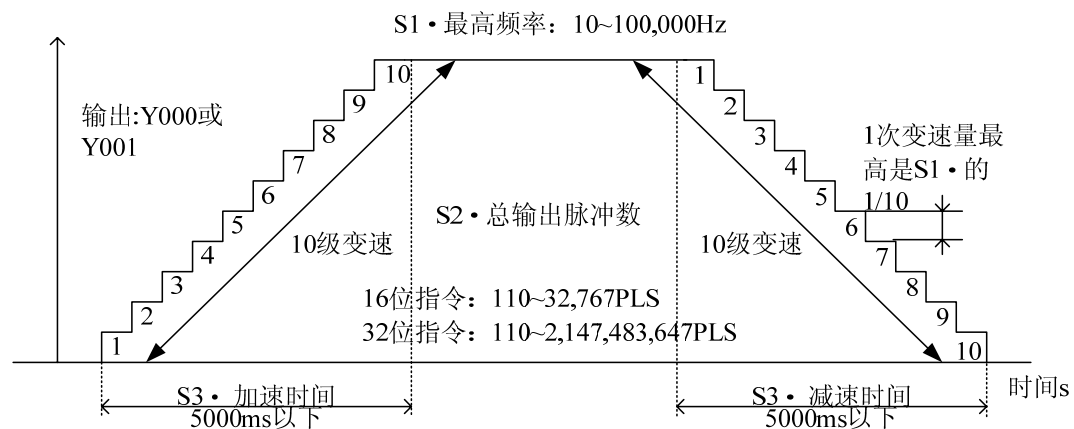 S1·最高频率：10~100,000Hz
输出:Y000或
Y001
10
9
8
7
6
5
4
3
2
1
10级变速
S2·总输出脉冲数
16位指令：110~32,767PLS
32位指令：110~2,147,483,647PLS
1
2
3
4
5
6
7
8
9
10
10级变速
1次变速量最
高是S1·的
1/10
S3·加速时间
5000ms以下
S3·减速时间
5000ms以下
时间s